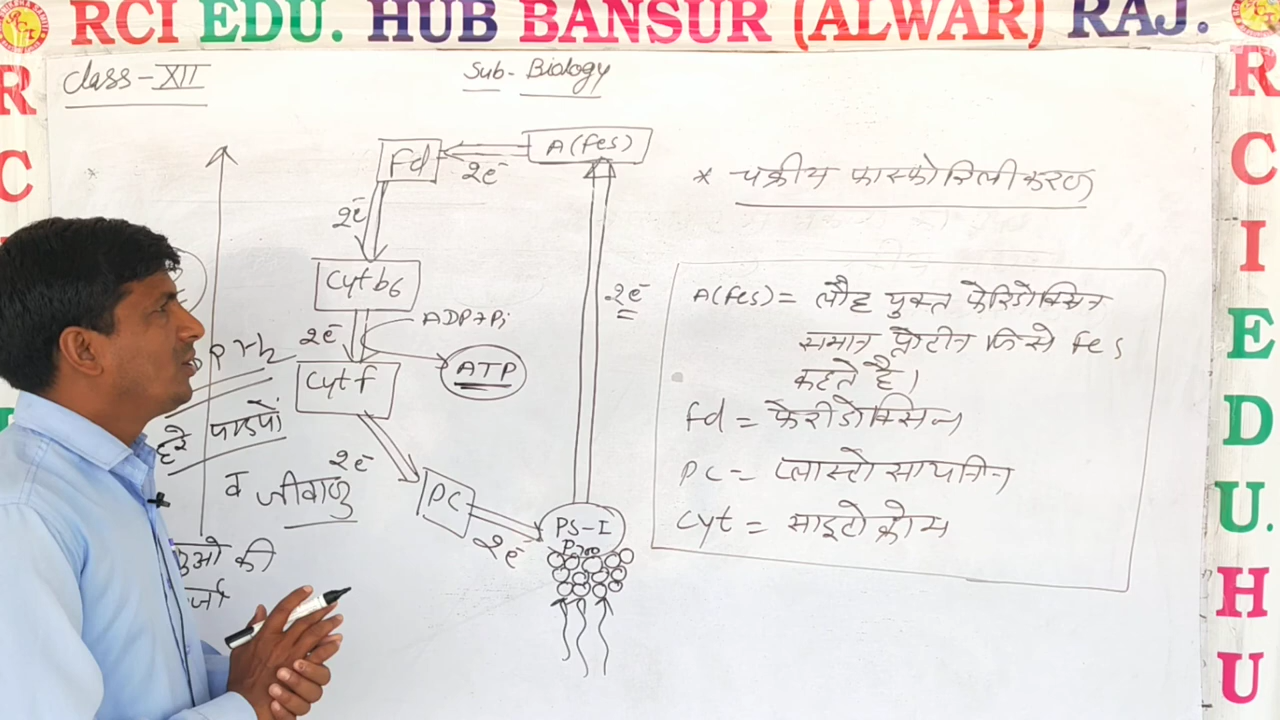 RCI EDU. HUB BANSUR (ALWAR) RAJ.
Class-XII
Sub- Biology
A(fes)
fd
2e⁻
2e⁻
* चक्रीय फास्फोरिलीकरण
Cyt b6
2e⁻
ADP+Pi
2e⁻
ATP
Cyt f
हरे पादपों
व जीवाणु
2e⁻
PC
2e⁻
PS-I
P700
की
A(fes) = लौह युक्त फेरिडोक्सिन
समान प्रोटीन जिसे fes
कहते है।
fd = फेरीडोक्सिन
PC = प्लास्टोसायनिन
Cyt = साइटोक्रोम
R
C
R
C
I
E
D
U.
H
U